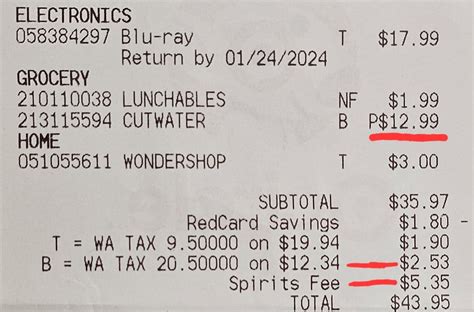 ELECTRONICS
058384297 Blu-ray T $17.99
Return by 01/24/2024
GROCERY
210110038 LUNCHABLES NF $1.99
213115594 CUTWATER B P$12.99
HOME
051055611 WONDERSHOP T $3.00
SUBTOTAL $35.97
RedCard Savings $1.80 -
T = WA TAX 9.50000 on $19.94 $1.90
B = WA TAX 20.50000 on $12.34 $2.53
Spirits Fee $5.35
TOTAL $43.95